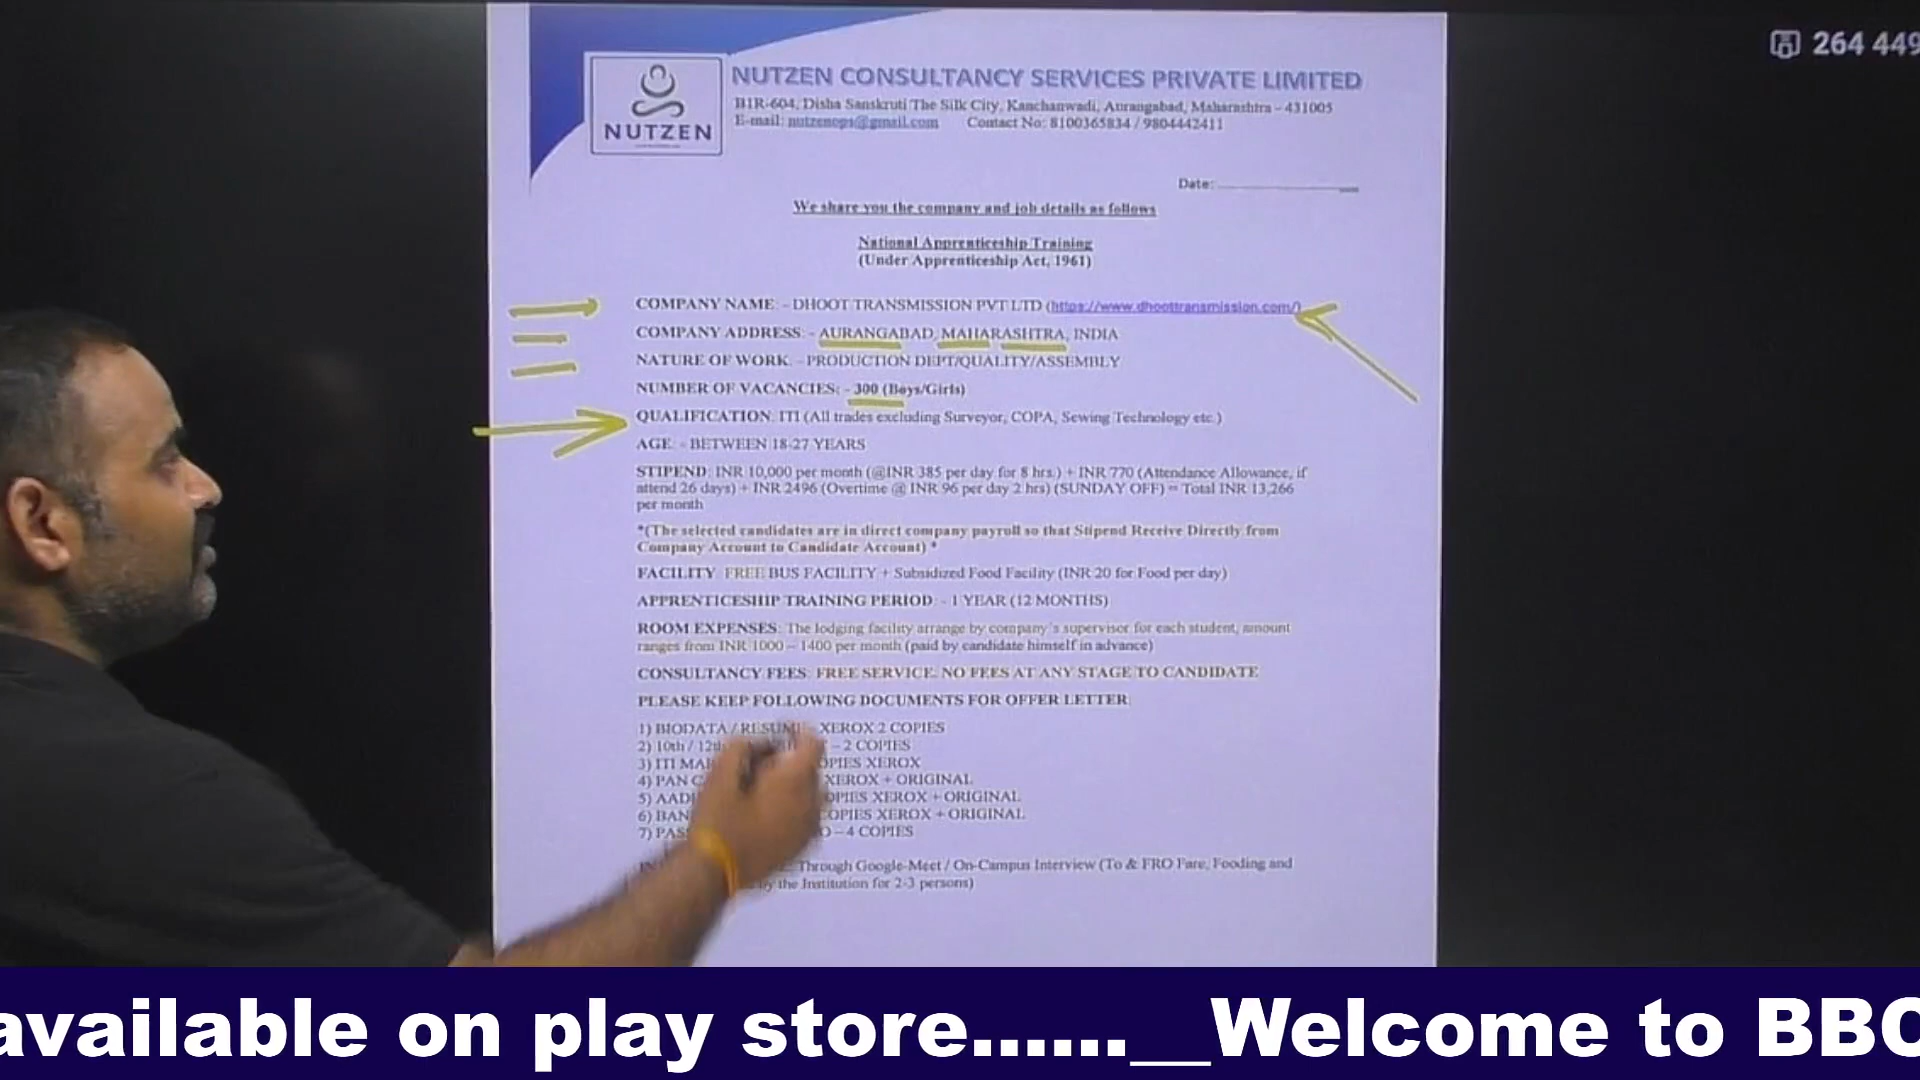 264 449
NUTZEN
NUTZEN CONSULTANCY SERVICES PRIVATE LIMITED
B1R-604, Disha Sanskruti The Silk City, Kanchanwadi, Aurangabad, Maharashtra – 431005
E-mail: nutzenops@gmail.com Contact No: 8100365834 / 9804442411
Date:
We share you the company and job details as follows
National Apprenticeship Training
(Under Apprenticeship Act, 1961)
COMPANY NAME: - DHOOT TRANSMISSION PVT LTD (https://www.dhoottransmission.com/)
COMPANY ADDRESS: - AURANGABAD, MAHARASHTRA, INDIA
NATURE OF WORK: - PRODUCTION DEPT/QUALITY/ASSEMBLY
NUMBER OF VACANCIES: - 300 (Boys/Girls)
QUALIFICATION: ITI (All trades excluding Surveyor, COPA, Sewing Technology etc.)
AGE: - BETWEEN 18-27 YEARS
STIPEND: INR 10,000 per month (@INR 385 per day for 8 hrs.) + INR 770 (Attendance Allowance, if
attend 26 days) + INR 2496 (Overtime @ INR 96 per day 2 hrs) (SUNDAY OFF) = Total INR 13,266
per month
*(The selected candidates are in direct company payroll so that Stipend Receive Directly from
Company Account to Candidate Account) *
FACILITY: FREE BUS FACILITY + Subsidized Food Facility (INR 20 for Food per day)
APPRENTICESHIP TRAINING PERIOD: - 1 YEAR (12 MONTHS)
ROOM EXPENSES: The lodging facility arrange by company's supervisor for each student, amount
ranges from INR 1000 – 1400 per month (paid by candidate himself in advance)
CONSULTANCY FEES: FREE SERVICE. NO FEES AT ANY STAGE TO CANDIDATE
PLEASE KEEP FOLLOWING DOCUMENTS FOR OFFER LETTER:
1) BIODATA / RESUME - XEROX 2 COPIES
2) 10th / 12th – 2 COPIES
3) ITI COPIES XEROX
4) PAN XEROX + ORIGINAL
5) COPIES XEROX + ORIGINAL
6) COPIES XEROX + ORIGINAL
7) – 4 COPIES
Through Google-Meet / On-Campus Interview (To & FRO Fare, Fooding and
by the Institution for 2-3 persons)
available on play store......__Welcome to BBC